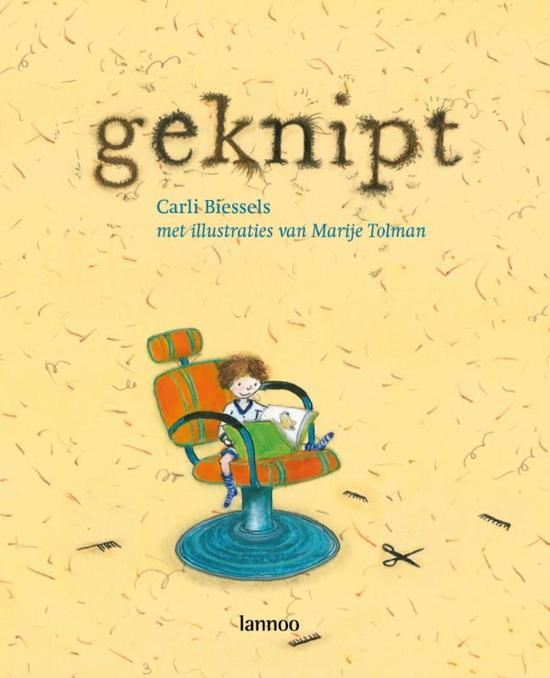 geknipt
Carli Biessels
met illustraties van Marije Tolman
lannoo